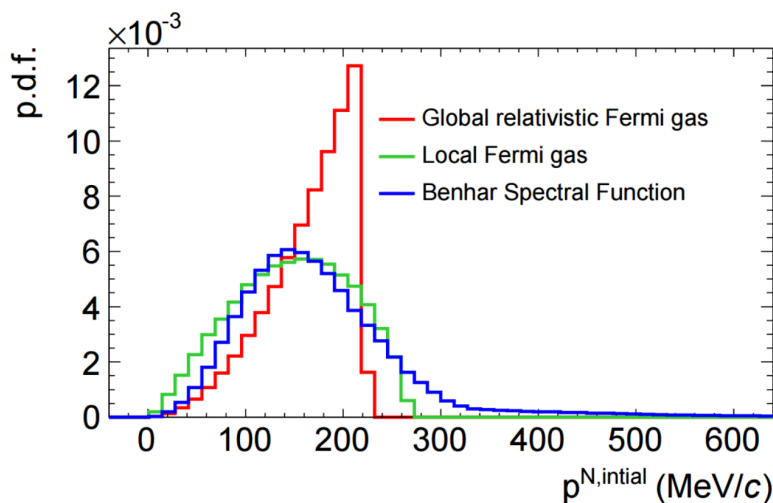 ×10⁻³
p.d.f.
12
10
8
6
4
2
0
Global relativistic Fermi gas
Local Fermi gas
Benhar Spectral Function
0 100 200 300 400 500 600
p^N,intial (MeV/c)